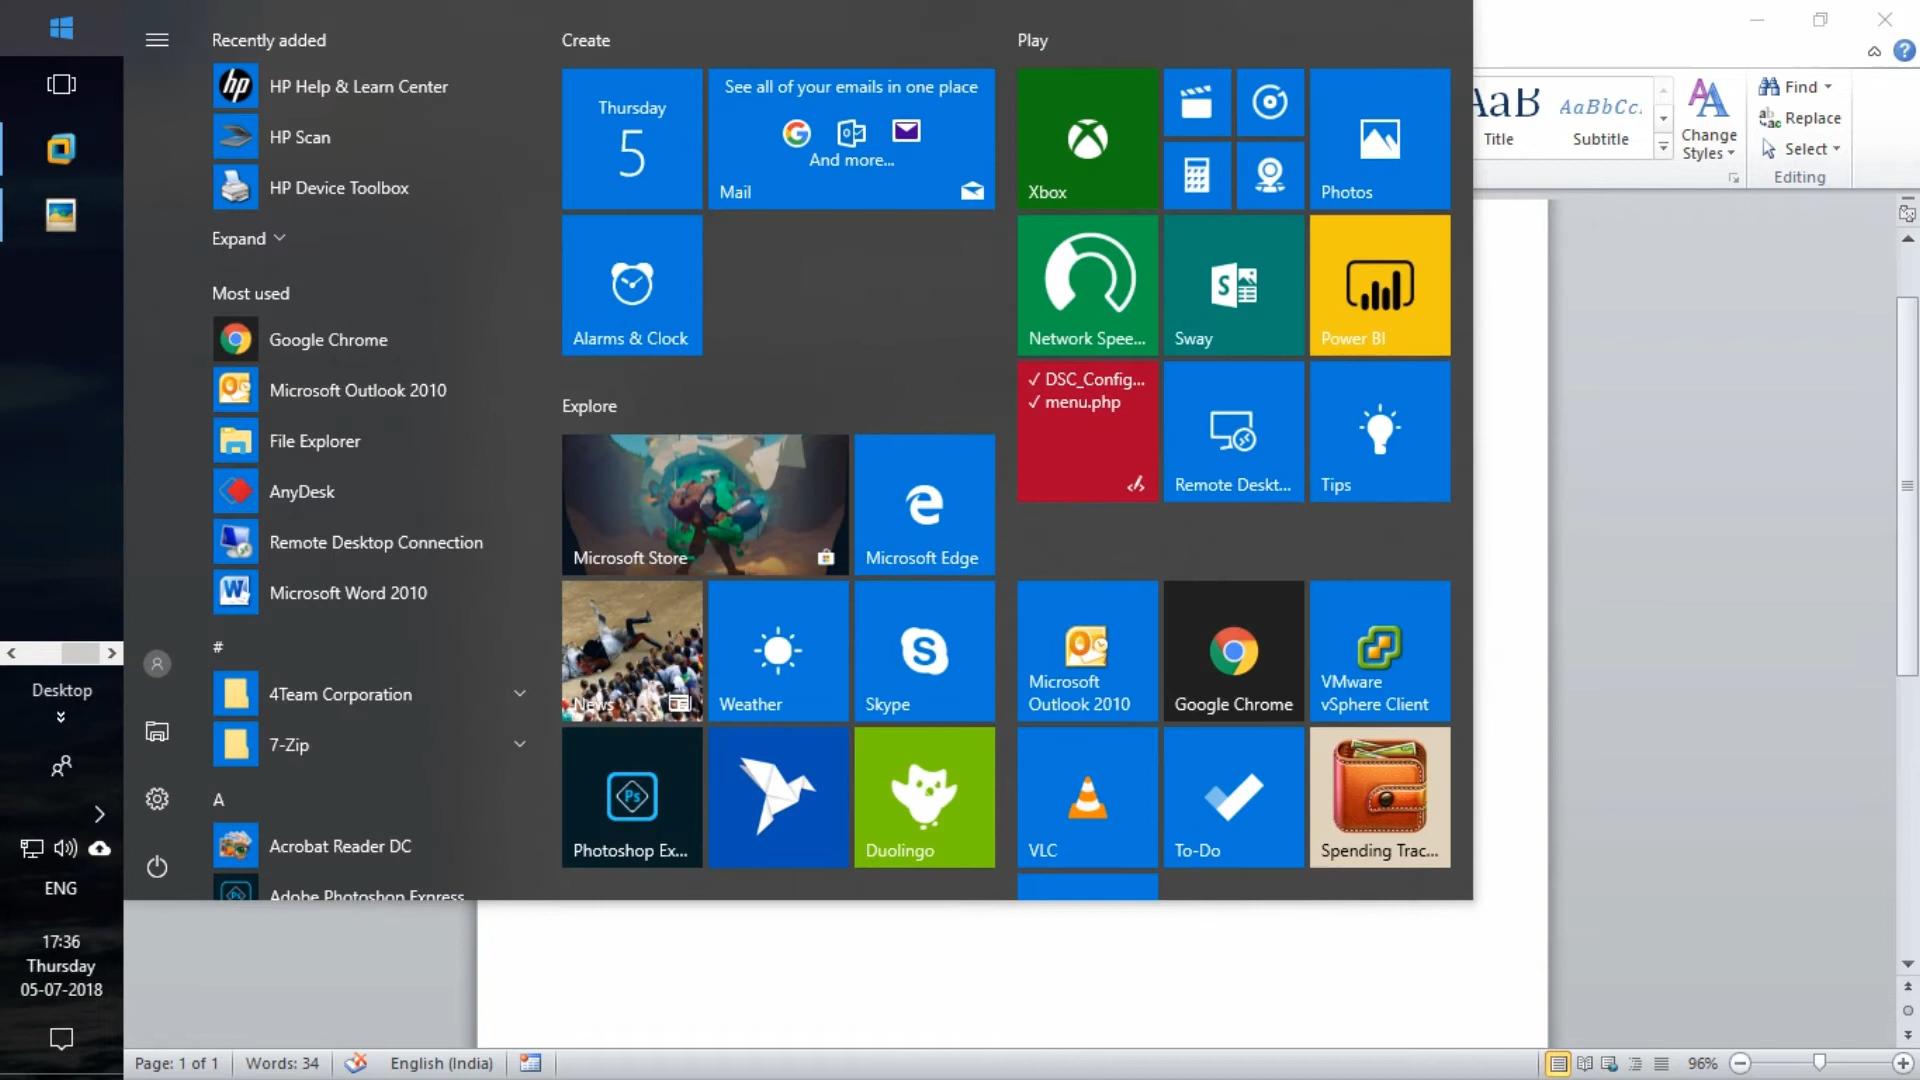 Recently added
HP Help & Learn Center
HP Scan
HP Device Toolbox
Expand
Most used
Google Chrome
Microsoft Outlook 2010
File Explorer
AnyDesk
Remote Desktop Connection
Microsoft Word 2010
#
4Team Corporation
7-Zip
A
Acrobat Reader DC
Adobe Photoshop Express
Create
Thursday
5
See all of your emails in one place
And more...
Mail
Alarms & Clock
Explore
Microsoft Store
Microsoft Edge
News
Weather
Skype
Photoshop Ex...
Duolingo
Play
Xbox
Photos
Network Spee...
Sway
Power BI
✓ DSC_Config...
✓ menu.php
Remote Deskt...
Tips
Microsoft
Outlook 2010
Google Chrome
VMware
vSphere Client
VLC
To-Do
Spending Trac...
AaB
AaBbCc.
Title
Subtitle
Change
Styles
Find
Replace
Select
Editing
Desktop
ENG
17:36
Thursday
05-07-2018
Page: 1 of 1
Words: 34
English (India)
96%